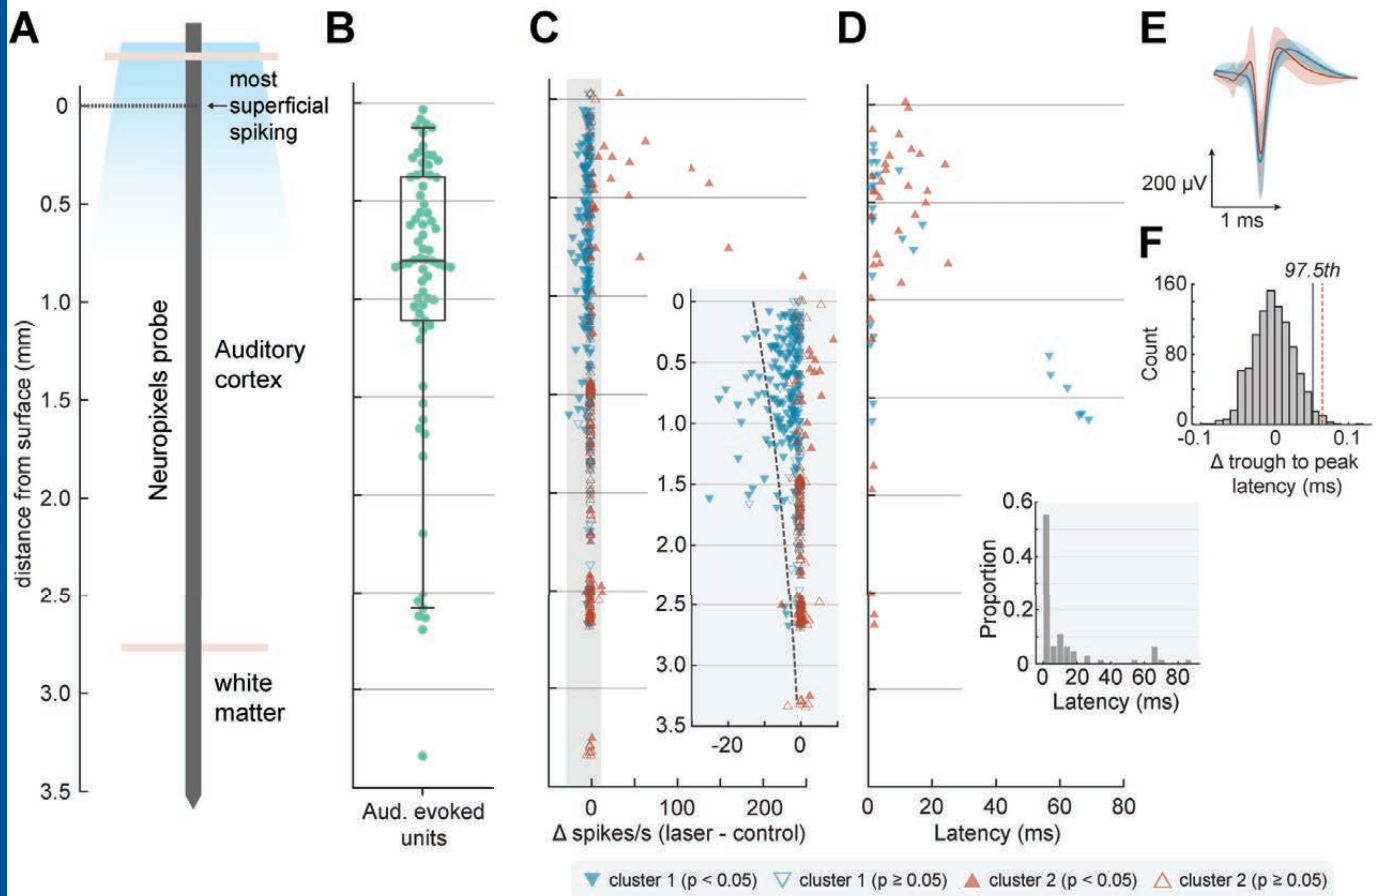 A
B
C
D
E
F
distance from surface (mm)
0
0.5
1.0
1.5
2.0
2.5
3.0
3.5
most
superficial
spiking
Neuropixels probe
Auditory
cortex
white
matter
Aud. evoked
units
0
0.5
1.0
1.5
2.0
2.5
3.0
3.5
-20
0
0
100
200
Δ spikes/s (laser - control)
0
20
40
60
80
Latency (ms)
Proportion
0.6
0.4
0.2
0
0
20
40
60
80
Latency (ms)
200 µV
1 ms
97.5th
Count
160
80
0
-0.1
0
0.1
Δ trough to peak
latency (ms)
cluster 1 (p < 0.05)
cluster 1 (p ≥ 0.05)
cluster 2 (p < 0.05)
cluster 2 (p ≥ 0.05)